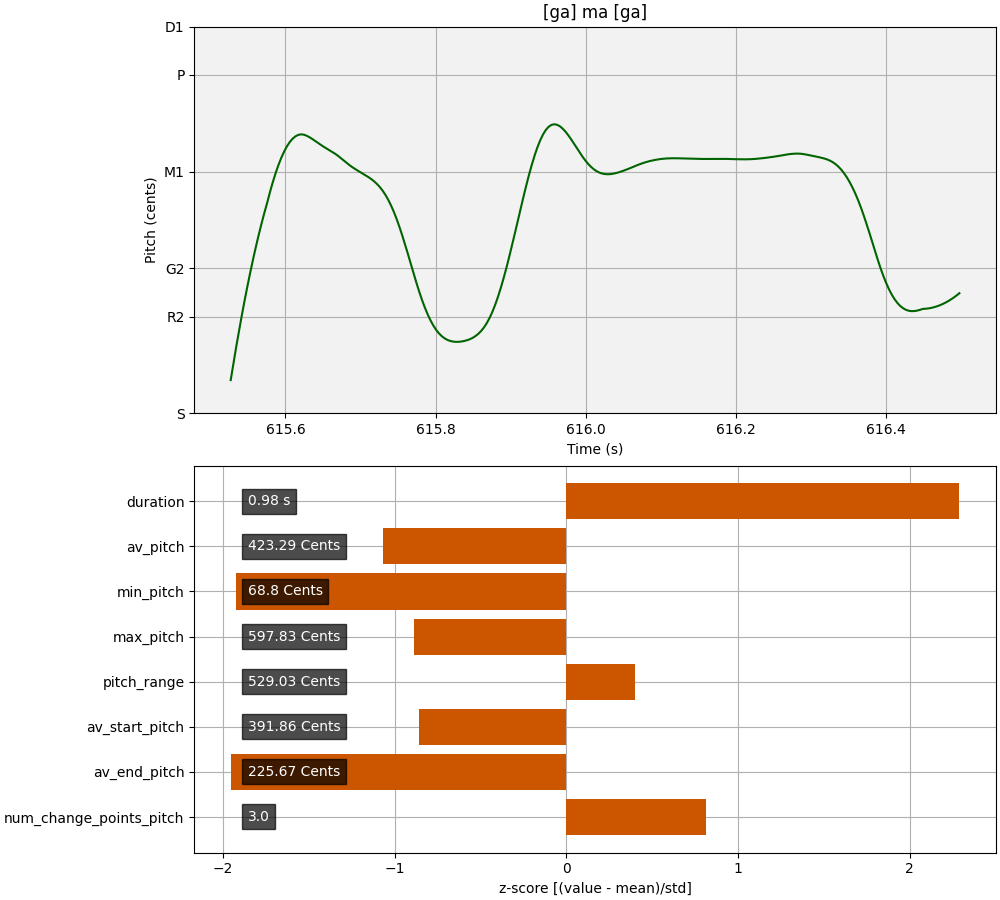 [ga] ma [ga]
D1
P
M1
G2
R2
S
Pitch (cents)
615.6 615.8 616.0 616.2 616.4
Time (s)
duration 0.98 s
av_pitch 423.29 Cents
min_pitch 68.8 Cents
max_pitch 597.83 Cents
pitch_range 529.03 Cents
av_start_pitch 391.86 Cents
av_end_pitch 225.67 Cents
num_change_points_pitch 3.0
−2 −1 0 1 2
z-score [(value - mean)/std]